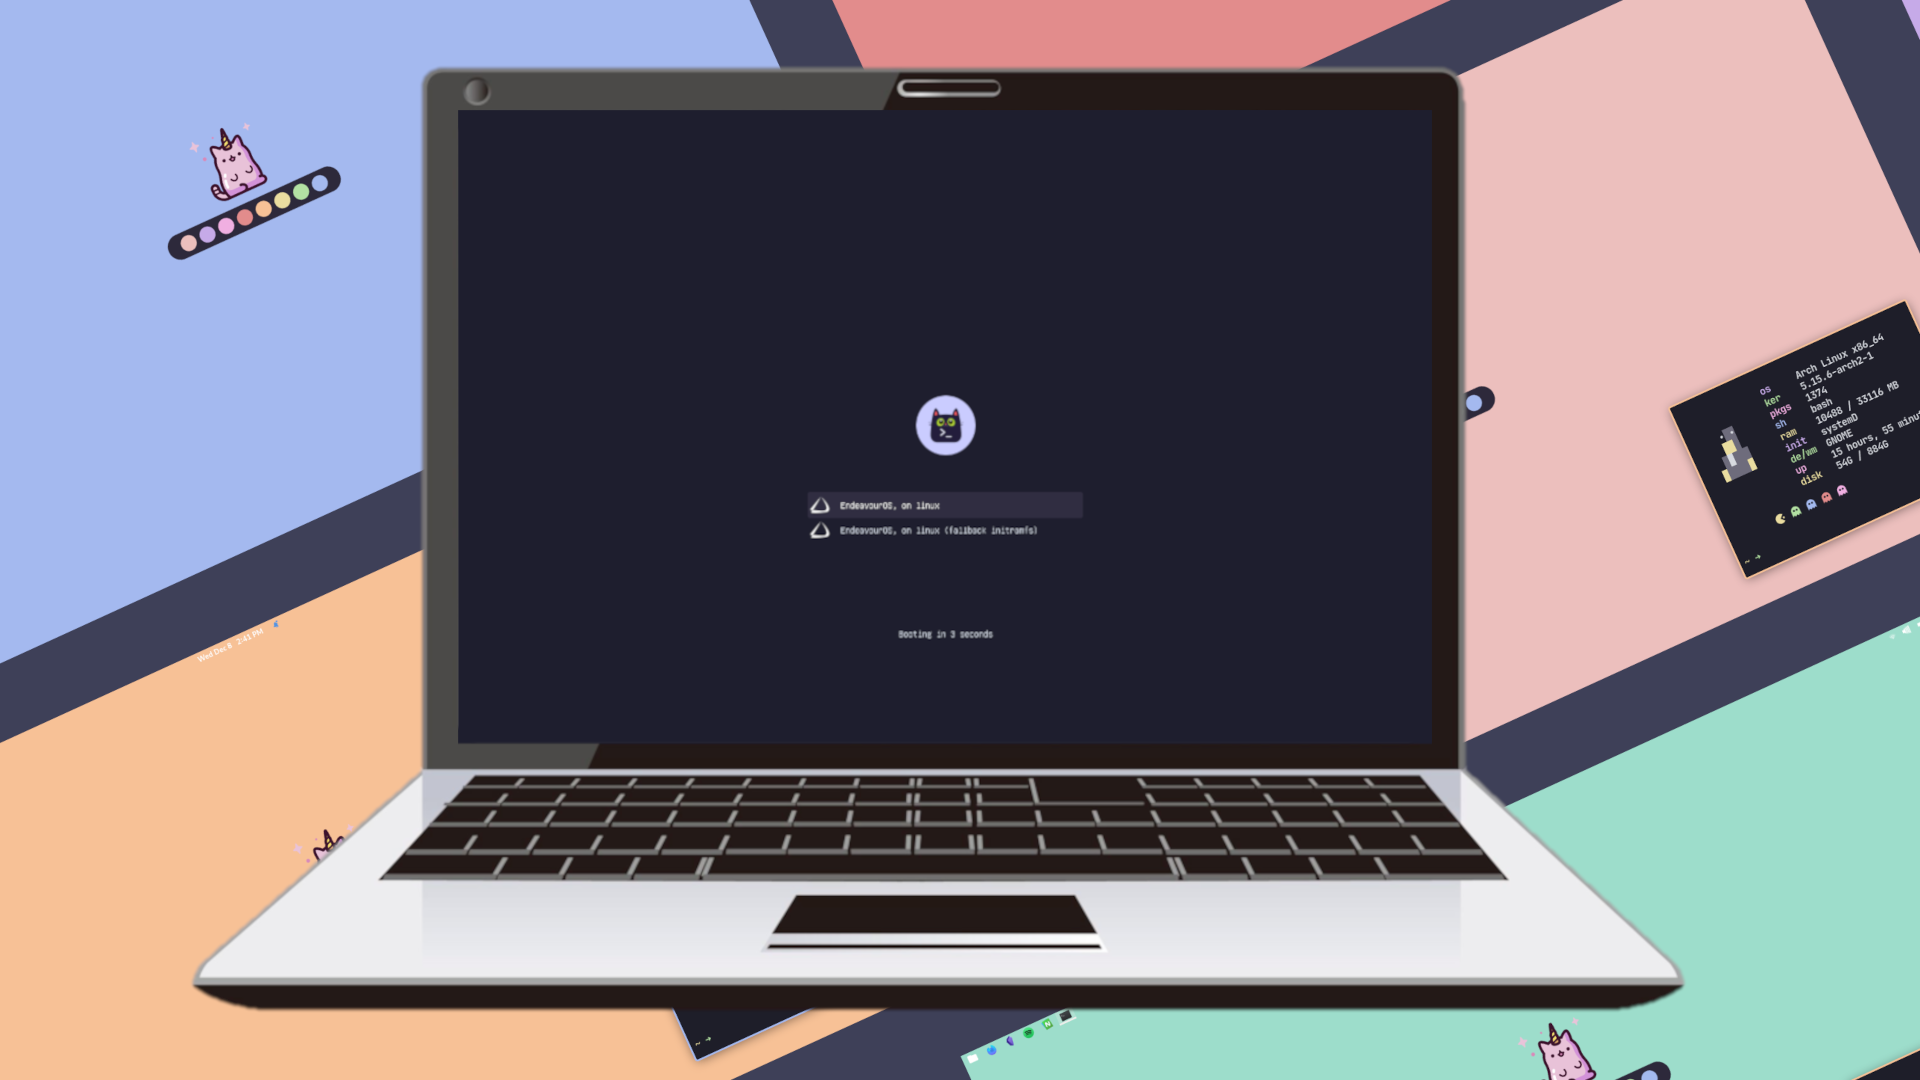 >_
EndeavourOS, on linux
EndeavourOS, on linux (fallback initramfs)
Booting in 3 seconds
os Arch Linux x86_64
ker 5.15.6-arch2-1
pkgs 1374
sh bash
ram 10488 / 33116 MB
init systemD
de/wm GNOME
up 15 hours, 55 minu
disk 54G / 884G
~ →
Wed Dec 8 2:41 PM
~ →